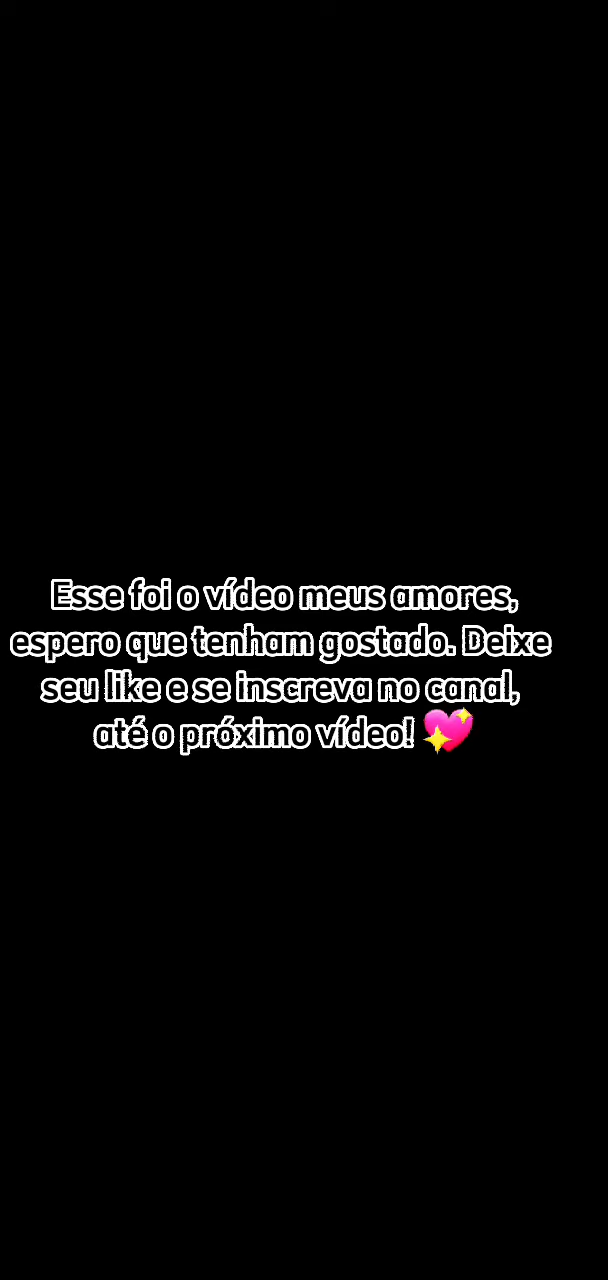 Esse foi o vídeo meus amores,
espero que tenham gostado. Deixe
seu like e se inscreva no canal,
até o próximo vídeo! 💖